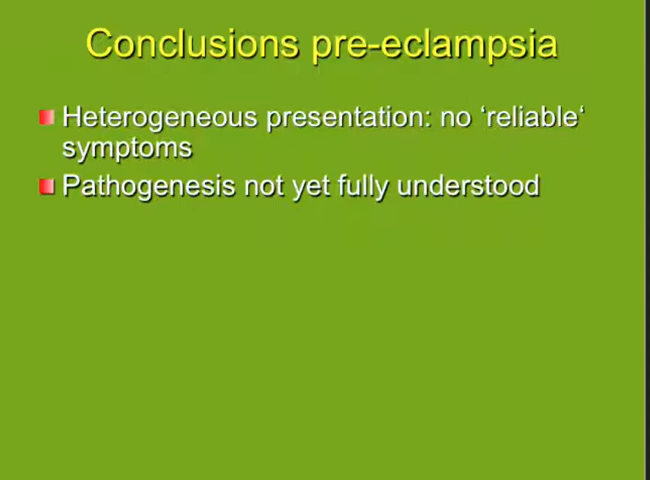 Conclusions pre-eclampsia
Heterogeneous presentation: no ‘reliable‘
symptoms
Pathogenesis not yet fully understood